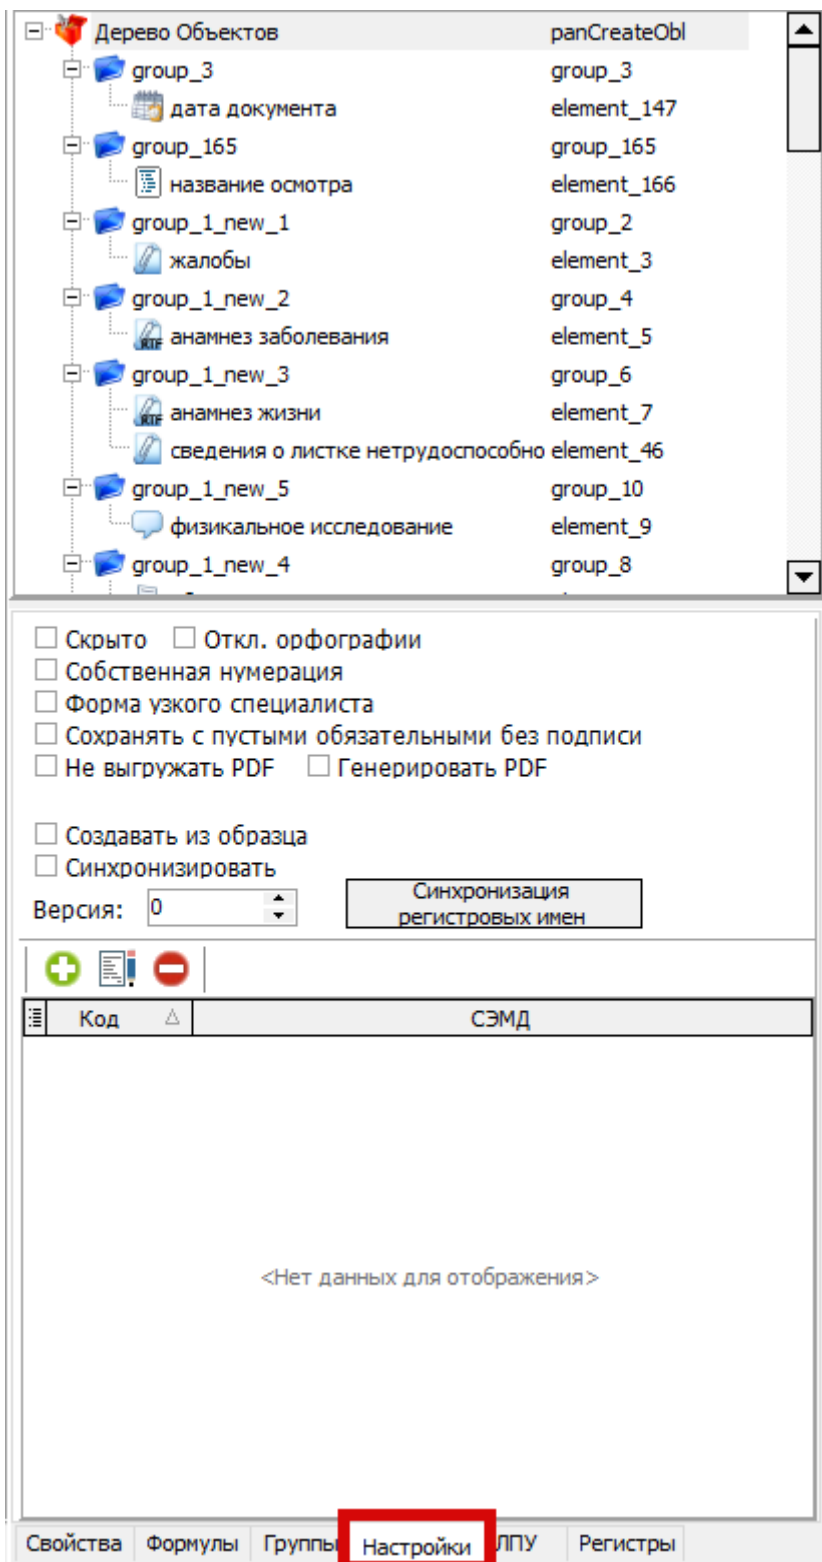 Дерево Объектов panCreateObl
group_3 group_3
дата документа element_147
group_165 group_165
название осмотра element_166
group_1_new_1 group_2
жалобы element_3
group_1_new_2 group_4
RTF анамнез заболевания element_5
group_1_new_3 group_6
RTF анамнез жизни element_7
сведения о листке нетрудоспособно element_46
group_1_new_5 group_10
физикальное исследование element_9
group_1_new_4 group_8
Скрыто Откл. орфографии
Собственная нумерация
Форма узкого специалиста
Сохранять с пустыми обязательными без подписи
Не выгружать PDF Генерировать PDF
Создавать из образца
Синхронизировать
Версия: 0 Синхронизация
регистровых имен
Код СЭМД
<Нет данных для отображения>
Свойства Формулы Группы Настройки ЛПУ Регистры